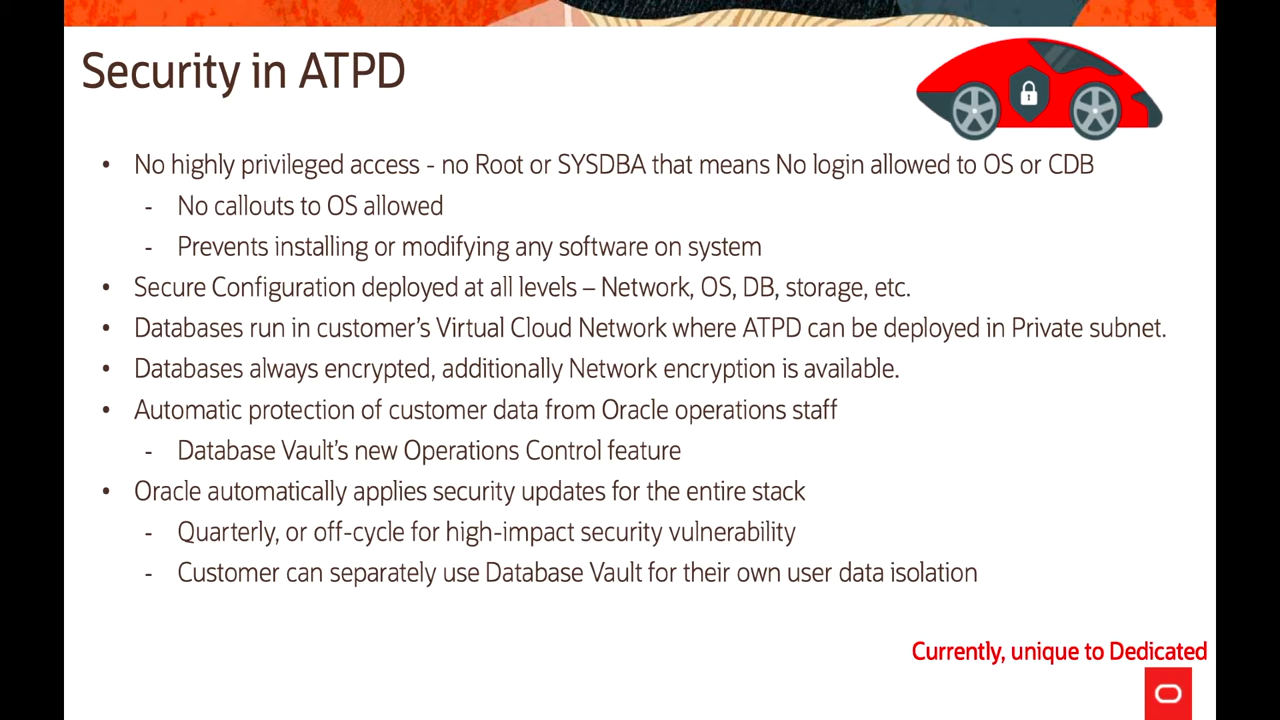 Security in ATPD
• No highly privileged access - no Root or SYSDBA that means No login allowed to OS or CDB
- No callouts to OS allowed
- Prevents installing or modifying any software on system
• Secure Configuration deployed at all levels – Network, OS, DB, storage, etc.
• Databases run in customer’s Virtual Cloud Network where ATPD can be deployed in Private subnet.
• Databases always encrypted, additionally Network encryption is available.
• Automatic protection of customer data from Oracle operations staff
- Database Vault’s new Operations Control feature
• Oracle automatically applies security updates for the entire stack
- Quarterly, or off-cycle for high-impact security vulnerability
- Customer can separately use Database Vault for their own user data isolation
Currently, unique to Dedicated